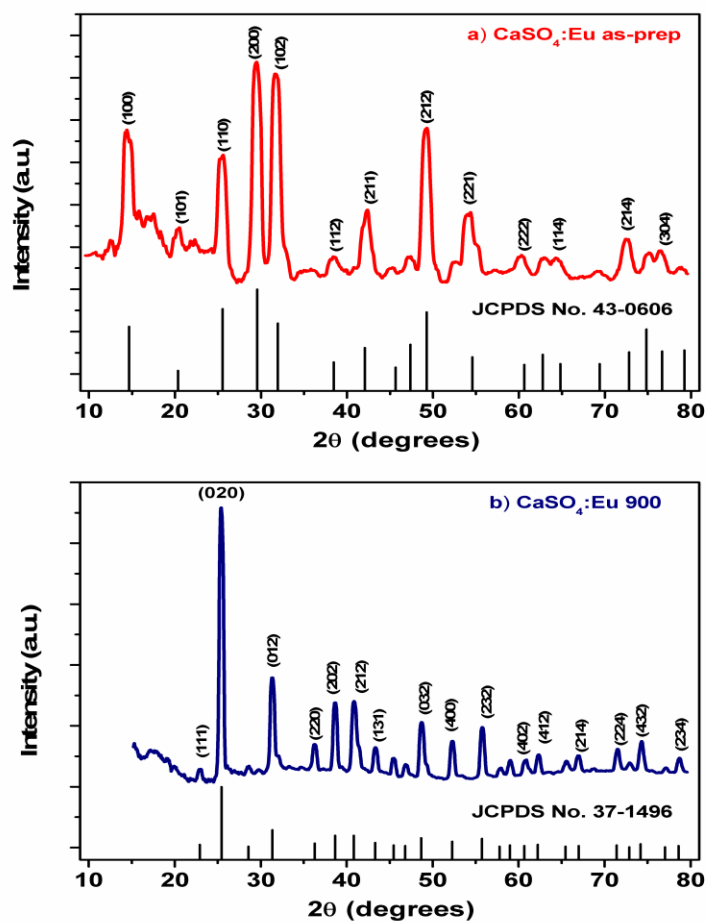 a) CaSO₄:Eu as-prep
(100)
(101)
(110)
(200)
(102)
(112)
(211)
(212)
(221)
(222)
(114)
(214)
(304)
Intensity (a.u.)
JCPDS No. 43-0606
10 20 30 40 50 60 70 80
2θ (degrees)
b) CaSO₄:Eu 900
(020)
(111)
(012)
(220)
(202)
(212)
(131)
(032)
(400)
(232)
(402)
(412)
(214)
(224)
(432)
(234)
Intensity (a.u.)
JCPDS No. 37-1496
10 20 30 40 50 60 70 80
2θ (degrees)